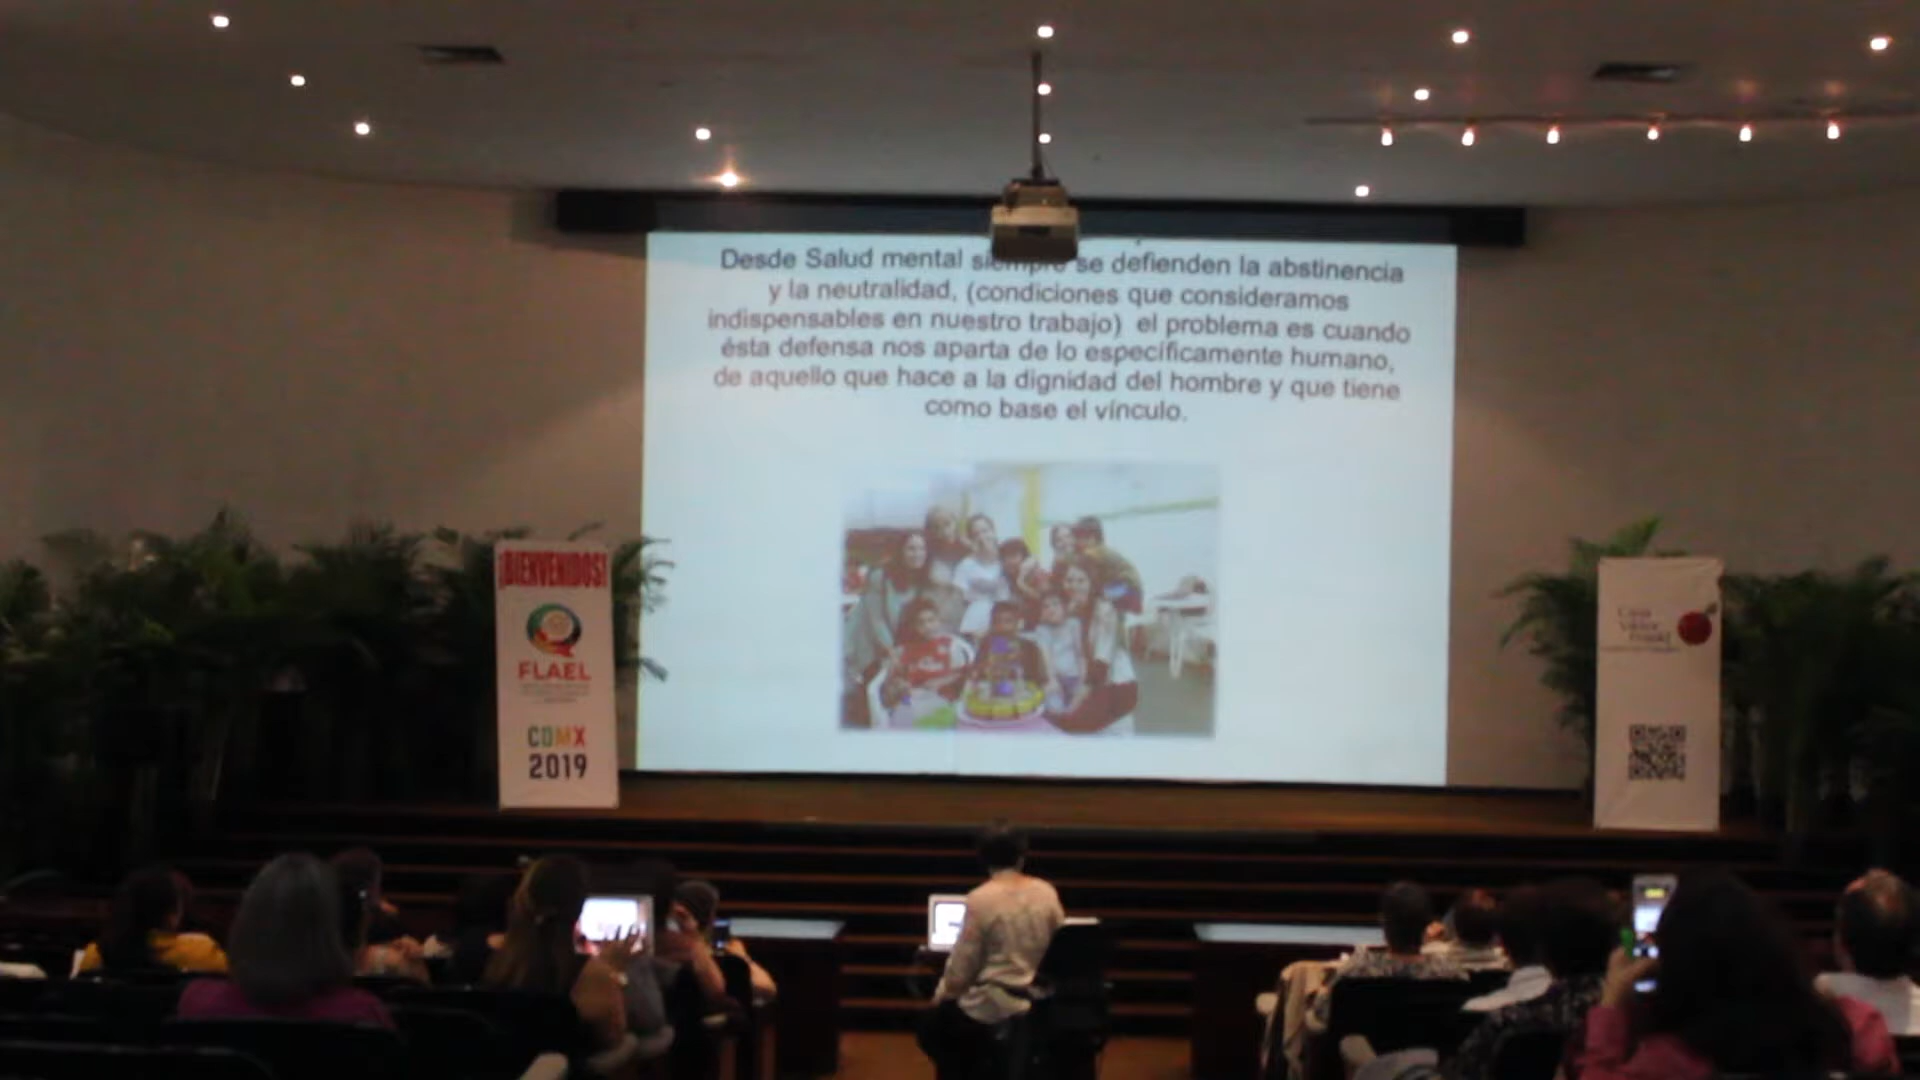 Desde Salud mental siempre se defienden la abstinencia
y la neutralidad, (condiciones que consideramos
indispensables en nuestro trabajo) el problema es cuando
ésta defensa nos aparta de lo específicamente humano,
de aquello que hace a la dignidad del hombre y que tiene
como base el vínculo.
¡BIENVENIDOS!
FLAEL
CDMX
2019